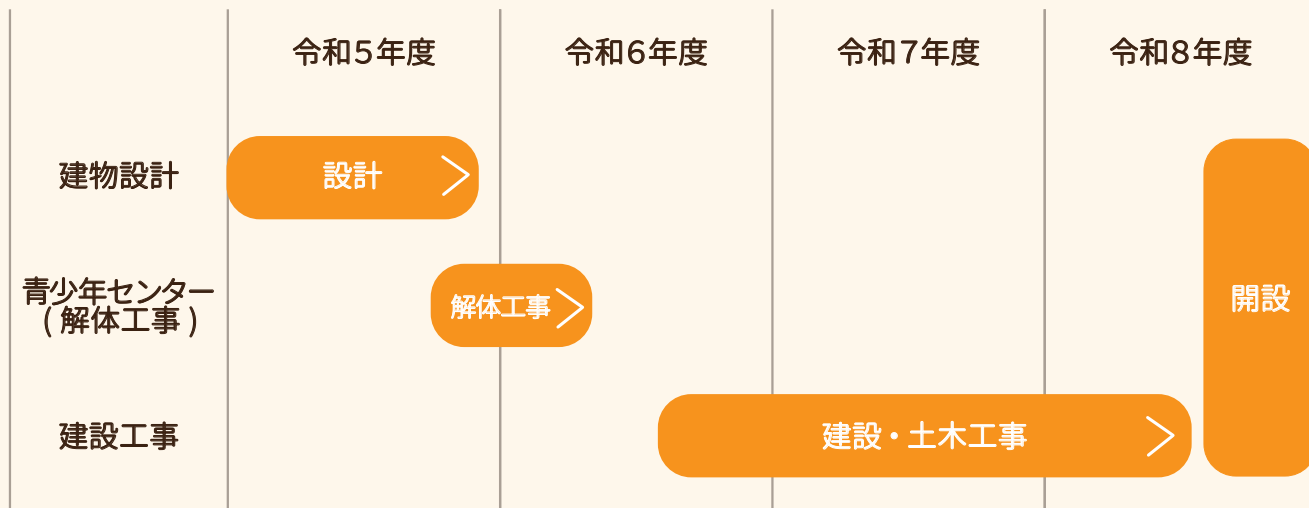 令和5年度
令和6年度
令和7年度
令和8年度
建物設計
設計
青少年センター
(解体工事)
解体工事
開設
建設工事
建設・土木工事